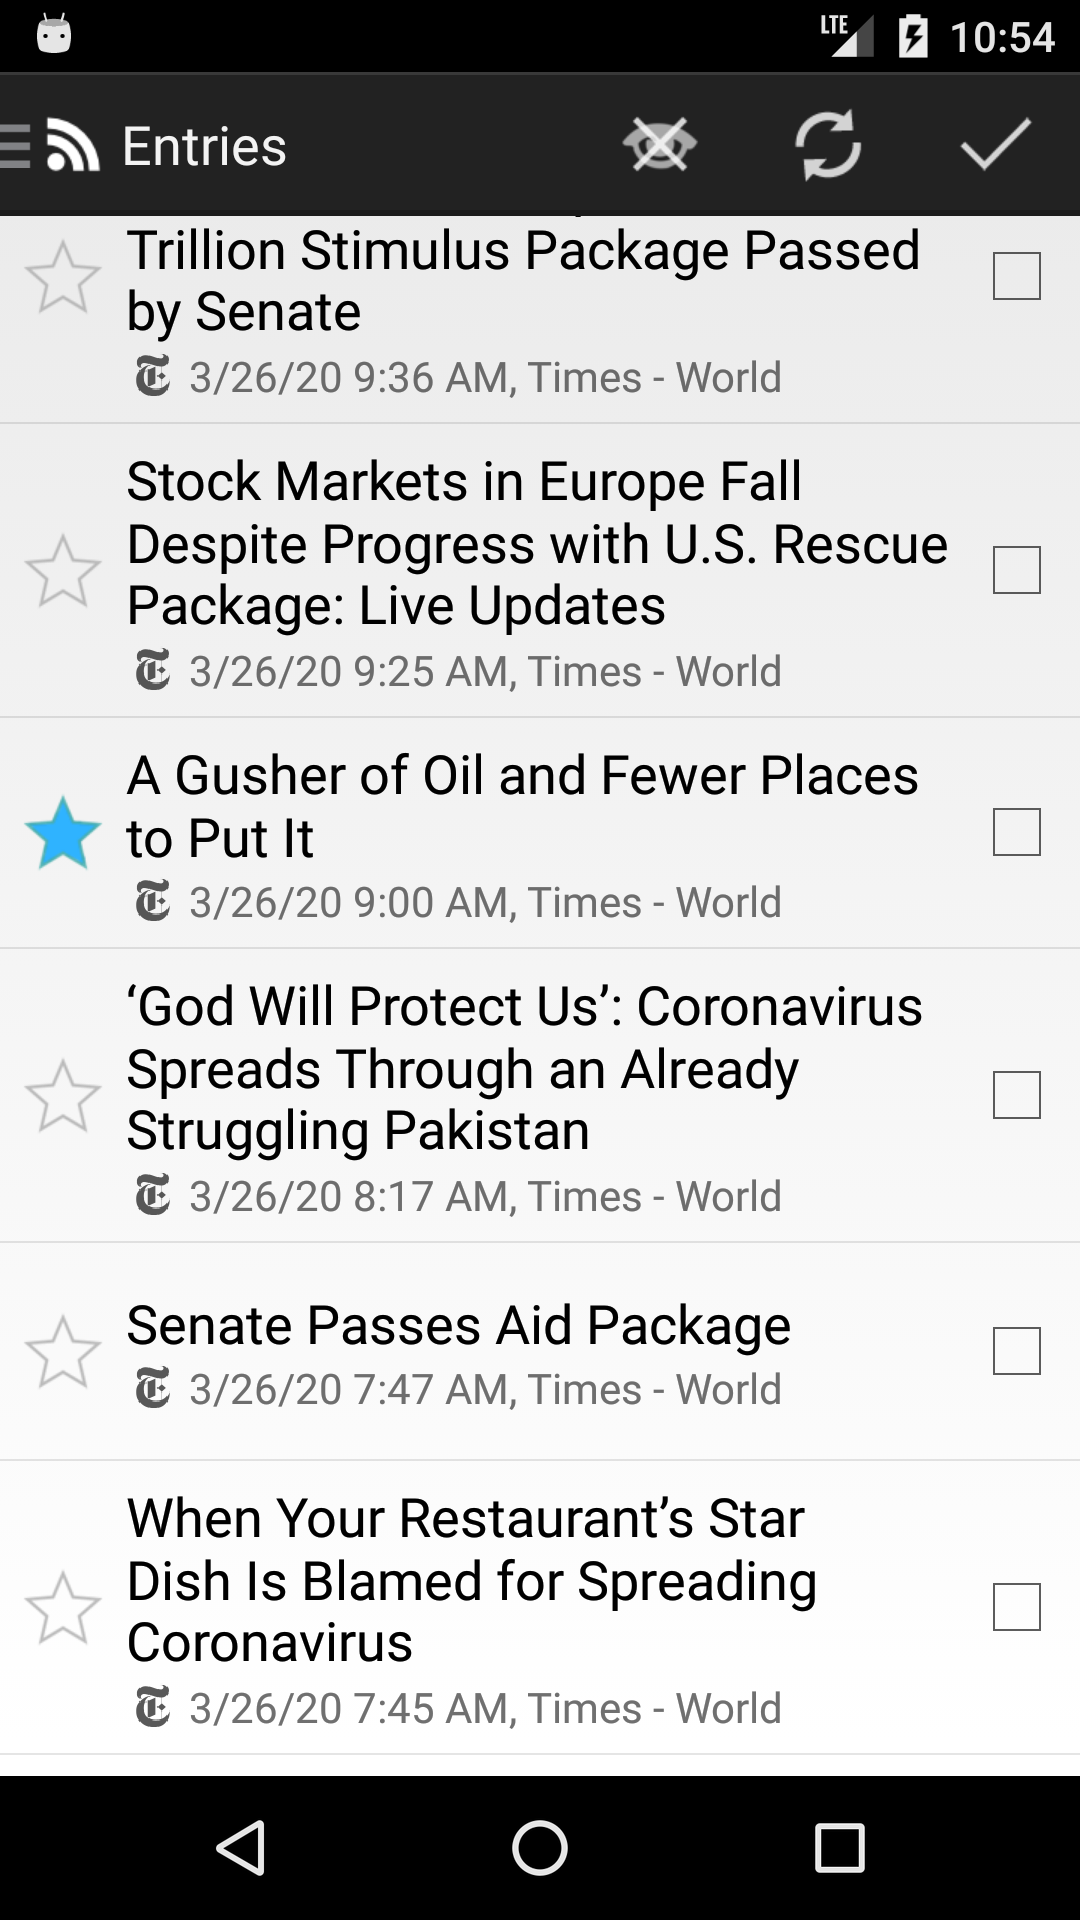 LTE 10:54
Entries
Trillion Stimulus Package Passed
by Senate
3/26/20 9:36 AM, Times - World
Stock Markets in Europe Fall
Despite Progress with U.S. Rescue
Package: Live Updates
3/26/20 9:25 AM, Times - World
A Gusher of Oil and Fewer Places
to Put It
3/26/20 9:00 AM, Times - World
‘God Will Protect Us’: Coronavirus
Spreads Through an Already
Struggling Pakistan
3/26/20 8:17 AM, Times - World
Senate Passes Aid Package
3/26/20 7:47 AM, Times - World
When Your Restaurant’s Star
Dish Is Blamed for Spreading
Coronavirus
3/26/20 7:45 AM, Times - World